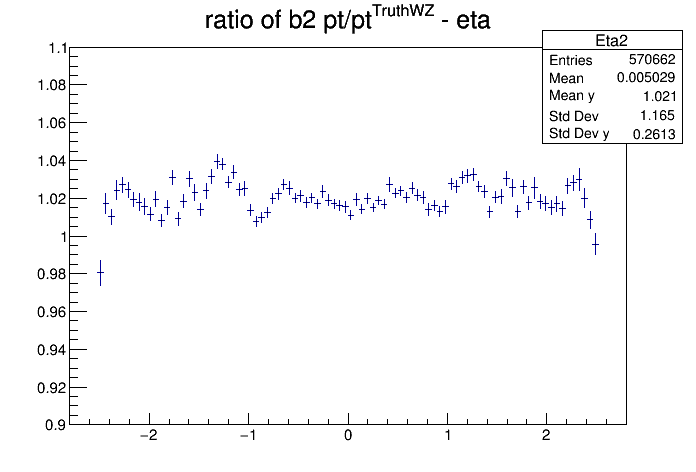 ratio of b2 pt/pt^TruthWZ - eta
Eta2
Entries 570662
Mean 0.005029
Mean y 1.021
Std Dev 1.165
Std Dev y 0.2613
1.1
1.08
1.06
1.04
1.02
1
0.98
0.96
0.94
0.92
0.9
−2 −1 0 1 2